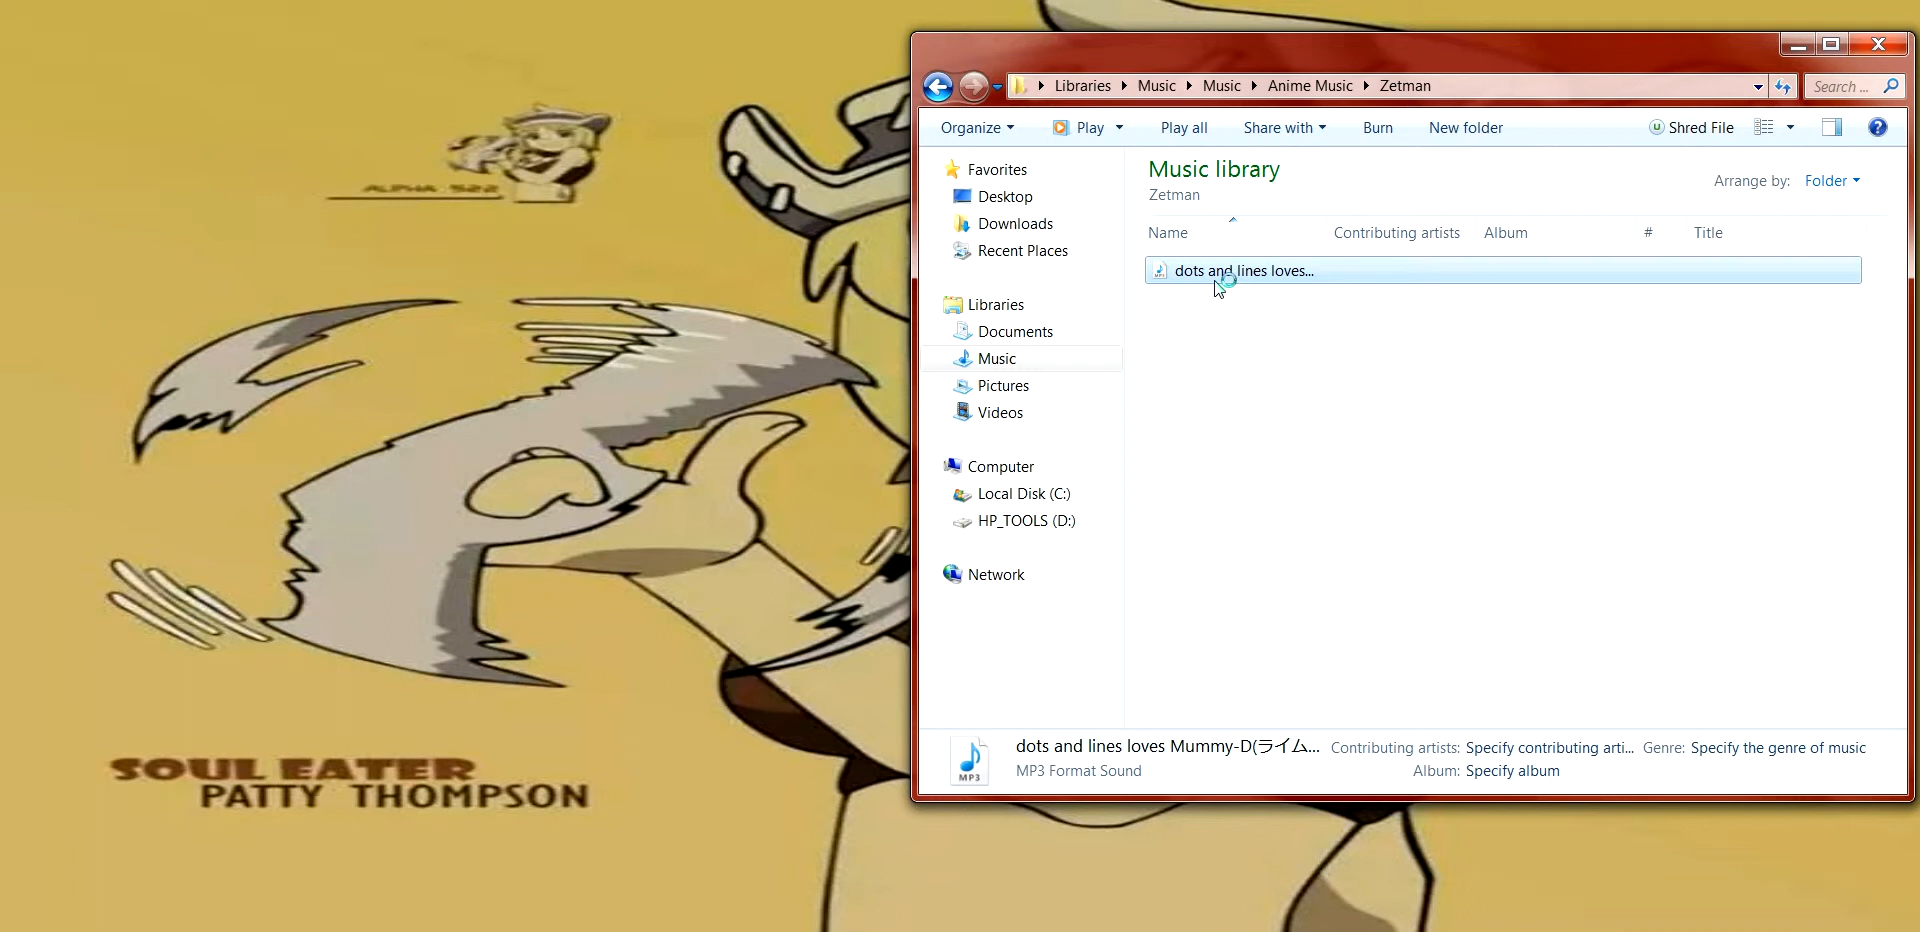 ALPHA 522
SOUL EATER
PATTY THOMPSON
Libraries Music Music Anime Music Zetman
Search ...
Organize Play Play all Share with Burn New folder Shred File
Favorites
Desktop
Downloads
Recent Places
Libraries
Documents
Music
Pictures
Videos
Computer
Local Disk (C:)
HP_TOOLS (D:)
Network
Music library
Zetman
Arrange by: Folder
Name Contributing artists Album # Title
dots and lines loves...
dots and lines loves Mummy-D(ライム...
MP3 Format Sound
Contributing artists: Specify contributing arti...
Album: Specify album
Genre: Specify the genre of music
MP3